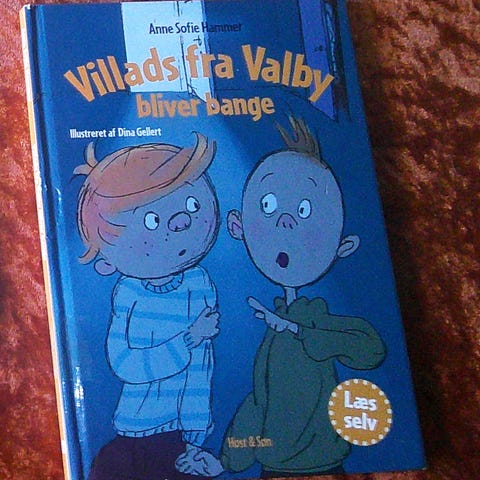 Anne Sofie Hammer
Villads fra Valby
bliver bange
Illustreret af Dina Gellert
Læs
selv
Høst & Søn